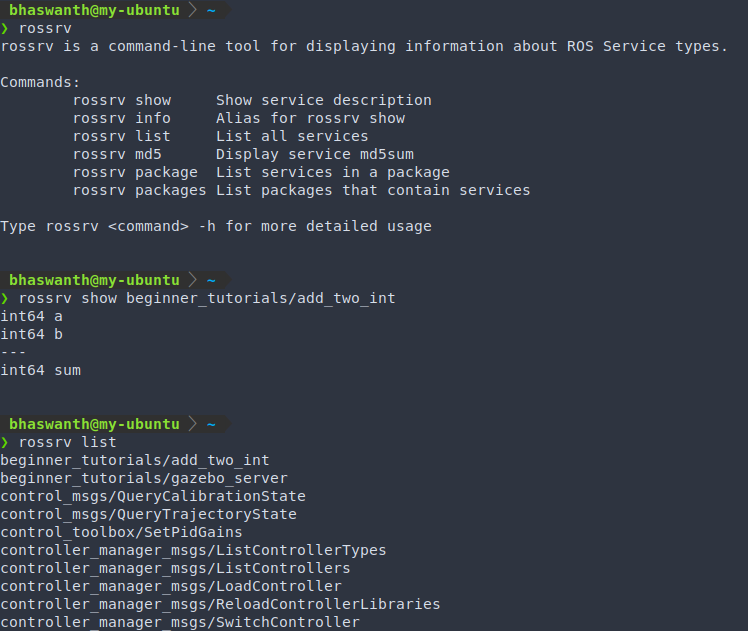 bhaswanth@my-ubuntu ~
❯ rossrv
rossrv is a command-line tool for displaying information about ROS Service types.
Commands:
rossrv show Show service description
rossrv info Alias for rossrv show
rossrv list List all services
rossrv md5 Display service md5sum
rossrv package List services in a package
rossrv packages List packages that contain services
Type rossrv <command> -h for more detailed usage
bhaswanth@my-ubuntu ~
❯ rossrv show beginner_tutorials/add_two_int
int64 a
int64 b
---
int64 sum
bhaswanth@my-ubuntu ~
❯ rossrv list
beginner_tutorials/add_two_int
beginner_tutorials/gazebo_server
control_msgs/QueryCalibrationState
control_msgs/QueryTrajectoryState
control_toolbox/SetPidGains
controller_manager_msgs/ListControllerTypes
controller_manager_msgs/ListControllers
controller_manager_msgs/LoadController
controller_manager_msgs/ReloadControllerLibraries
controller_manager_msgs/SwitchController